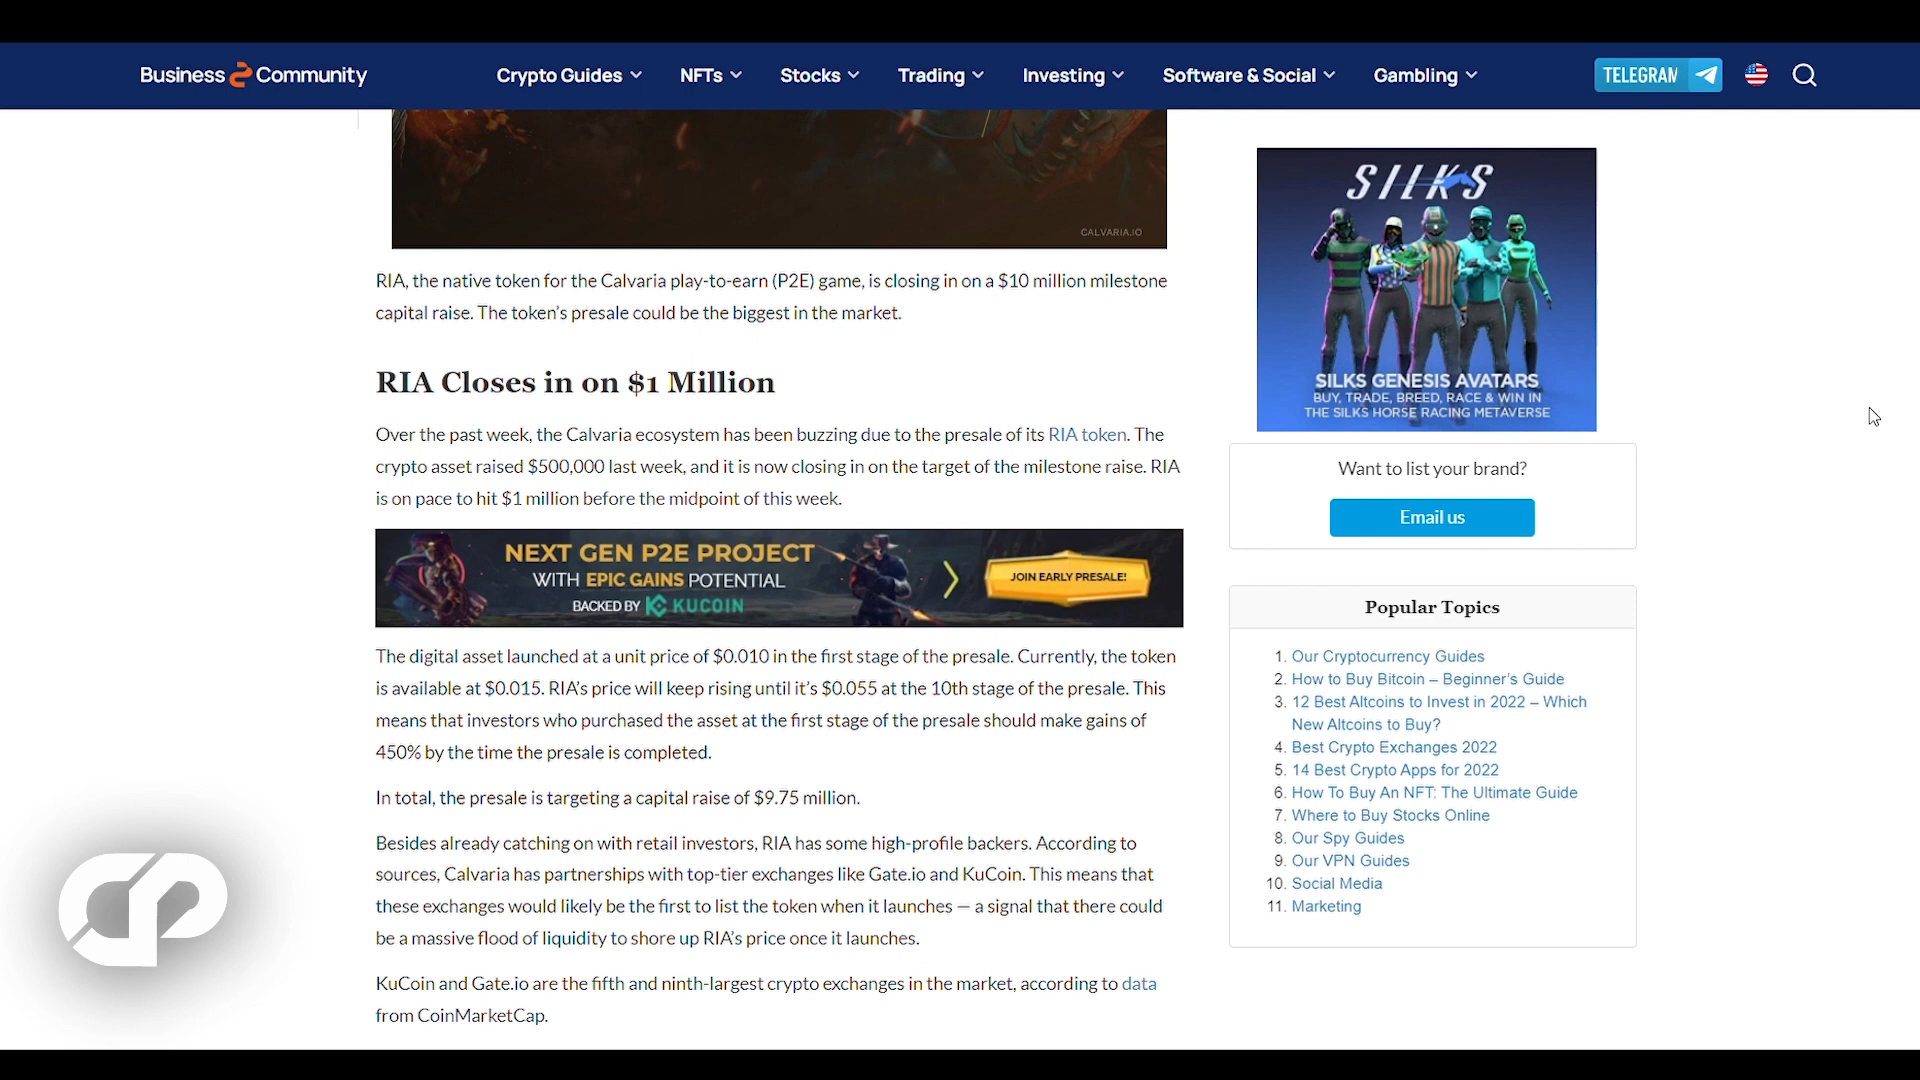 Business 2 Community
Crypto Guides
NFTs
Stocks
Trading
Investing
Software & Social
Gambling
TELEGRAM
CALVARIA.IO
RIA, the native token for the Calvaria play-to-earn (P2E) game, is closing in on a $10 million milestone
capital raise. The token's presale could be the biggest in the market.
RIA Closes in on $1 Million
Over the past week, the Calvaria ecosystem has been buzzing due to the presale of its RIA token. The
crypto asset raised $500,000 last week, and it is now closing in on the target of the milestone raise. RIA
is on pace to hit $1 million before the midpoint of this week.
NEXT GEN P2E PROJECT
WITH EPIC GAINS POTENTIAL
BACKED BY KUCOIN
JOIN EARLY PRESALE!
The digital asset launched at a unit price of $0.010 in the first stage of the presale. Currently, the token
is available at $0.015. RIA's price will keep rising until it's $0.055 at the 10th stage of the presale. This
means that investors who purchased the asset at the first stage of the presale should make gains of
450% by the time the presale is completed.
In total, the presale is targeting a capital raise of $9.75 million.
Besides already catching on with retail investors, RIA has some high-profile backers. According to
sources, Calvaria has partnerships with top-tier exchanges like Gate.io and KuCoin. This means that
these exchanges would likely be the first to list the token when it launches — a signal that there could
be a massive flood of liquidity to shore up RIA's price once it launches.
KuCoin and Gate.io are the fifth and ninth-largest crypto exchanges in the market, according to data
from CoinMarketCap.
SILKS
SILKS GENESIS AVATARS
BUY, TRADE, BREED, RACE & WIN IN
THE SILKS HORSE RACING METAVERSE
Want to list your brand?
Email us
Popular Topics
1. Our Cryptocurrency Guides
2. How to Buy Bitcoin – Beginner's Guide
3. 12 Best Altcoins to Invest in 2022 – Which
New Altcoins to Buy?
4. Best Crypto Exchanges 2022
5. 14 Best Crypto Apps for 2022
6. How To Buy An NFT: The Ultimate Guide
7. Where to Buy Stocks Online
8. Our Spy Guides
9. Our VPN Guides
10. Social Media
11. Marketing
CP